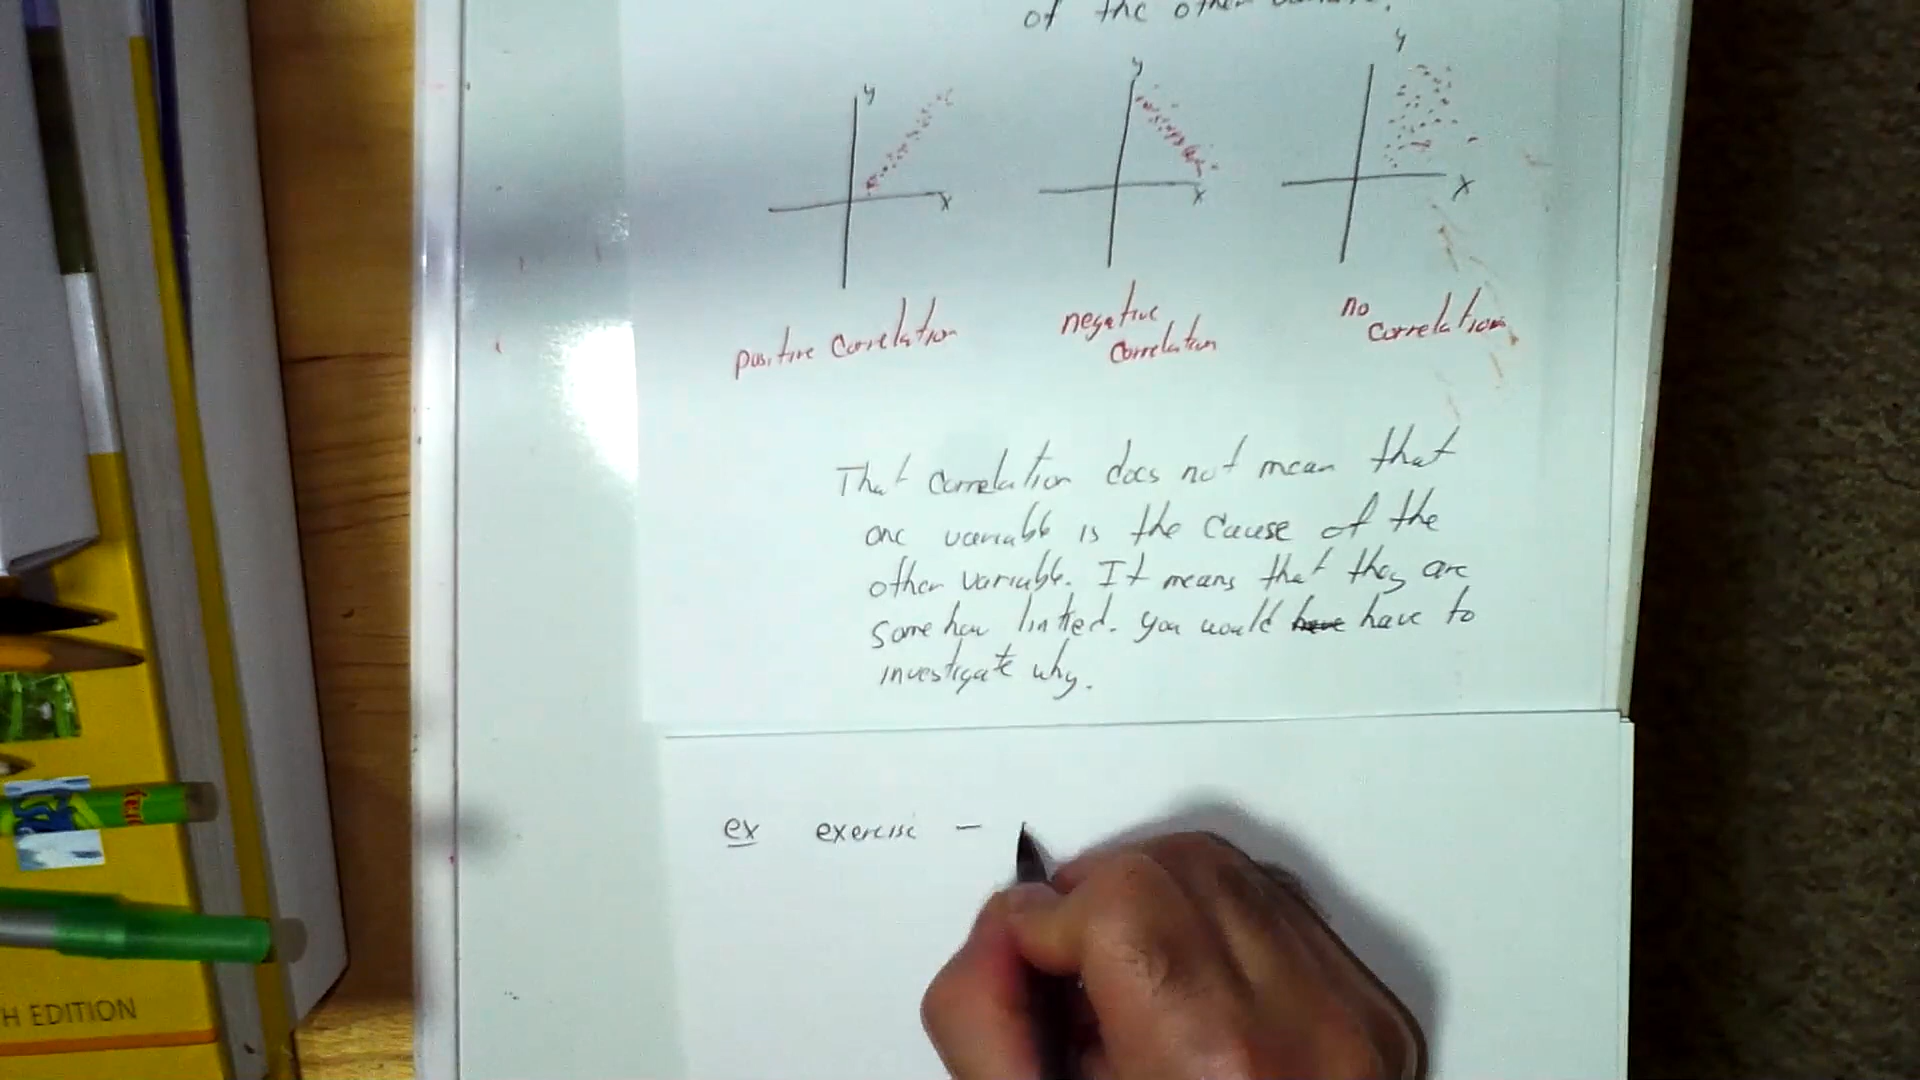 of the other
y
y
y
x
x
x
positive correlation
negative
correlation
no
correlation
That correlation does not mean that
one variable is the cause of the
other variable. It means that they are
some how linked. you would have have to
investigate why.
ex exercise -
H EDITION